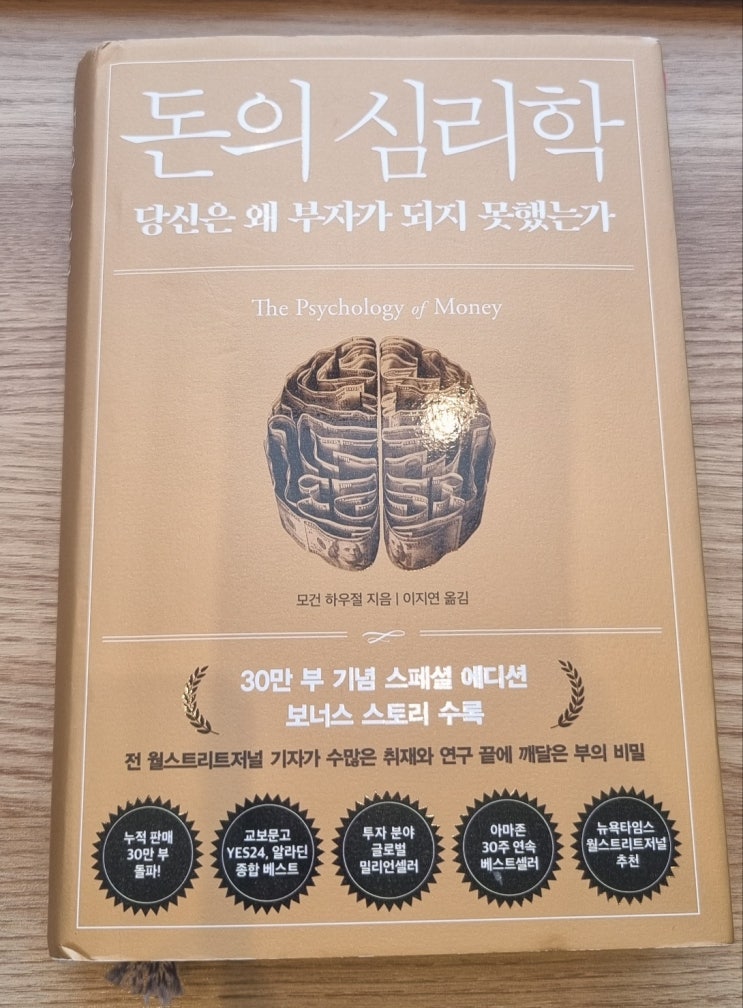 돈의 심리학
당신은 왜 부자가 되지 못했는가
The Psychology of Money
모건 하우절 지음 | 이지연 옮김
30만 부 기념 스페셜 에디션
보너스 스토리 수록
전 월스트리트저널 기자가 수많은 취재와 연구 끝에 깨달은 부의 비밀
누적 판매
30만 부
돌파!
교보문고
YES24, 알라딘
종합 베스트
투자 분야
글로벌
밀리언셀러
아마존
30주 연속
베스트셀러
뉴욕타임스
월스트리트저널
추천